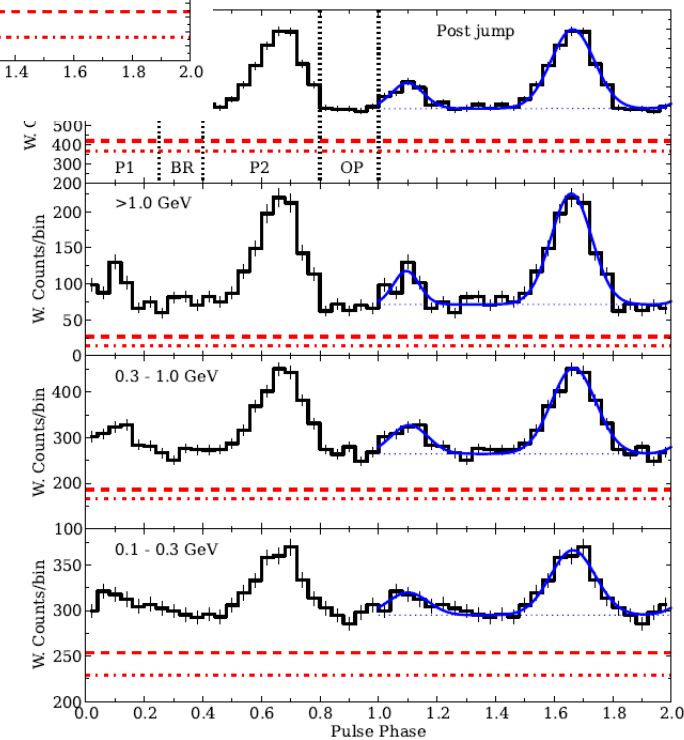 1.4 1.6 1.8 2.0
Post jump
W. C
500
400
300
200
P1 BR P2 OP
>1.0 GeV
W. Counts/bin
200
150
100
50
0
0.3 - 1.0 GeV
W. Counts/bin
400
300
200
100
0.1 - 0.3 GeV
W. Counts/bin
350
300
250
200
0.0 0.2 0.4 0.6 0.8 1.0 1.2 1.4 1.6 1.8 2.0
Pulse Phase